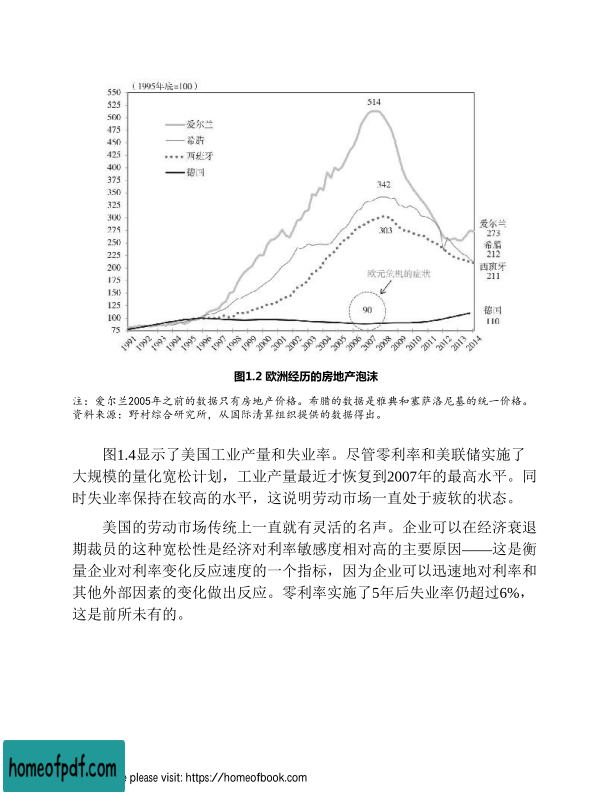 （1995年底=100）
550
525
500
475
450
425
400
375
350
325
300
275
250
225
200
175
150
125
100
75
爱尔兰
希腊
西班牙
德国
514
342
303
欧元危机的症状
90
爱尔兰
273
希腊
212
西班牙
211
德国
110
1991 1992 1993 1994 1995 1996 1997 1998 1999 2000 2001 2002 2003 2004 2005 2006 2007 2008 2009 2010 2011 2012 2013 2014
图1.2 欧洲经历的房地产泡沫
注：爱尔兰2005年之前的数据只有房地产价格。希腊的数据是雅典和塞萨洛尼基的统一价格。
资料来源：野村综合研究所，从国际清算组织提供的数据得出。
图1.4显示了美国工业产量和失业率。尽管零利率和美联储实施了
大规模的量化宽松计划，工业产量最近才恢复到2007年的最高水平。同
时失业率保持在较高的水平，这说明劳动市场一直处于疲软的状态。
美国的劳动市场传统上一直就有灵活的名声。企业可以在经济衰退
期裁员的这种宽松性是经济对利率敏感度相对高的主要原因——这是衡
量企业对利率变化反应速度的一个指标，因为企业可以迅速地对利率和
其他外部因素的变化做出反应。零利率实施了5年后失业率仍超过6%，
这是前所未有的。
homeofpdf.com
please visit: https://homeofbook.com